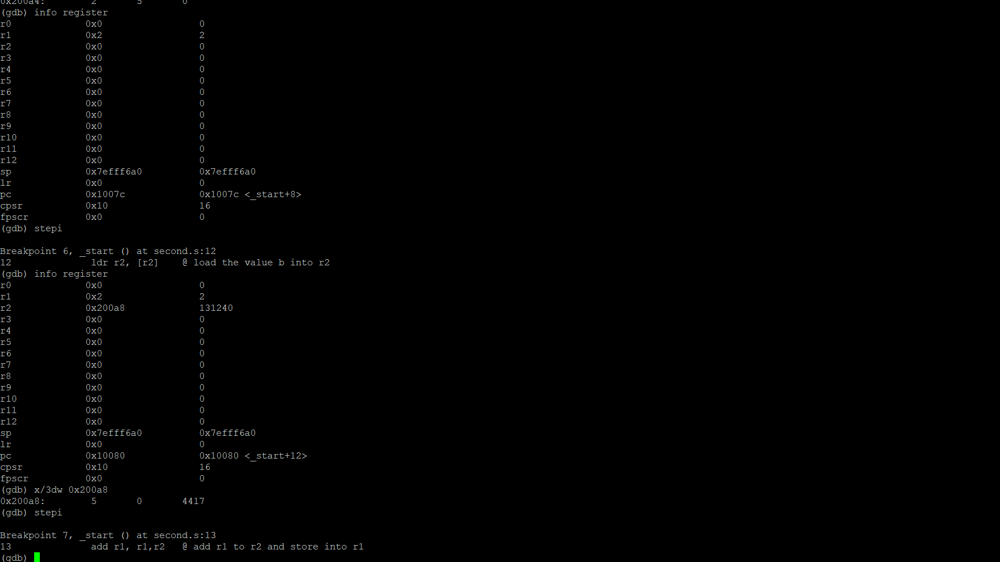 0x200a4:        2       5       0
(gdb) info register
r0             0x0                 0
r1             0x2                 2
r2             0x0                 0
r3             0x0                 0
r4             0x0                 0
r5             0x0                 0
r6             0x0                 0
r7             0x0                 0
r8             0x0                 0
r9             0x0                 0
r10            0x0                 0
r11            0x0                 0
r12            0x0                 0
sp             0x7efff6a0          0x7efff6a0
lr             0x0                 0
pc             0x1007c             0x1007c <_start+8>
cpsr           0x10                16
fpscr          0x0                 0
(gdb) stepi
Breakpoint 6, _start () at second.s:12
12              ldr r2, [r2]    @ load the value b into r2
(gdb) info register
r0             0x0                 0
r1             0x2                 2
r2             0x200a8             131240
r3             0x0                 0
r4             0x0                 0
r5             0x0                 0
r6             0x0                 0
r7             0x0                 0
r8             0x0                 0
r9             0x0                 0
r10            0x0                 0
r11            0x0                 0
r12            0x0                 0
sp             0x7efff6a0          0x7efff6a0
lr             0x0                 0
pc             0x10080             0x10080 <_start+12>
cpsr           0x10                16
fpscr          0x0                 0
(gdb) x/3dw 0x200a8
0x200a8:        5       0       4417
(gdb) stepi
Breakpoint 7, _start () at second.s:13
13              add r1, r1,r2   @ add r1 to r2 and store into r1
(gdb)